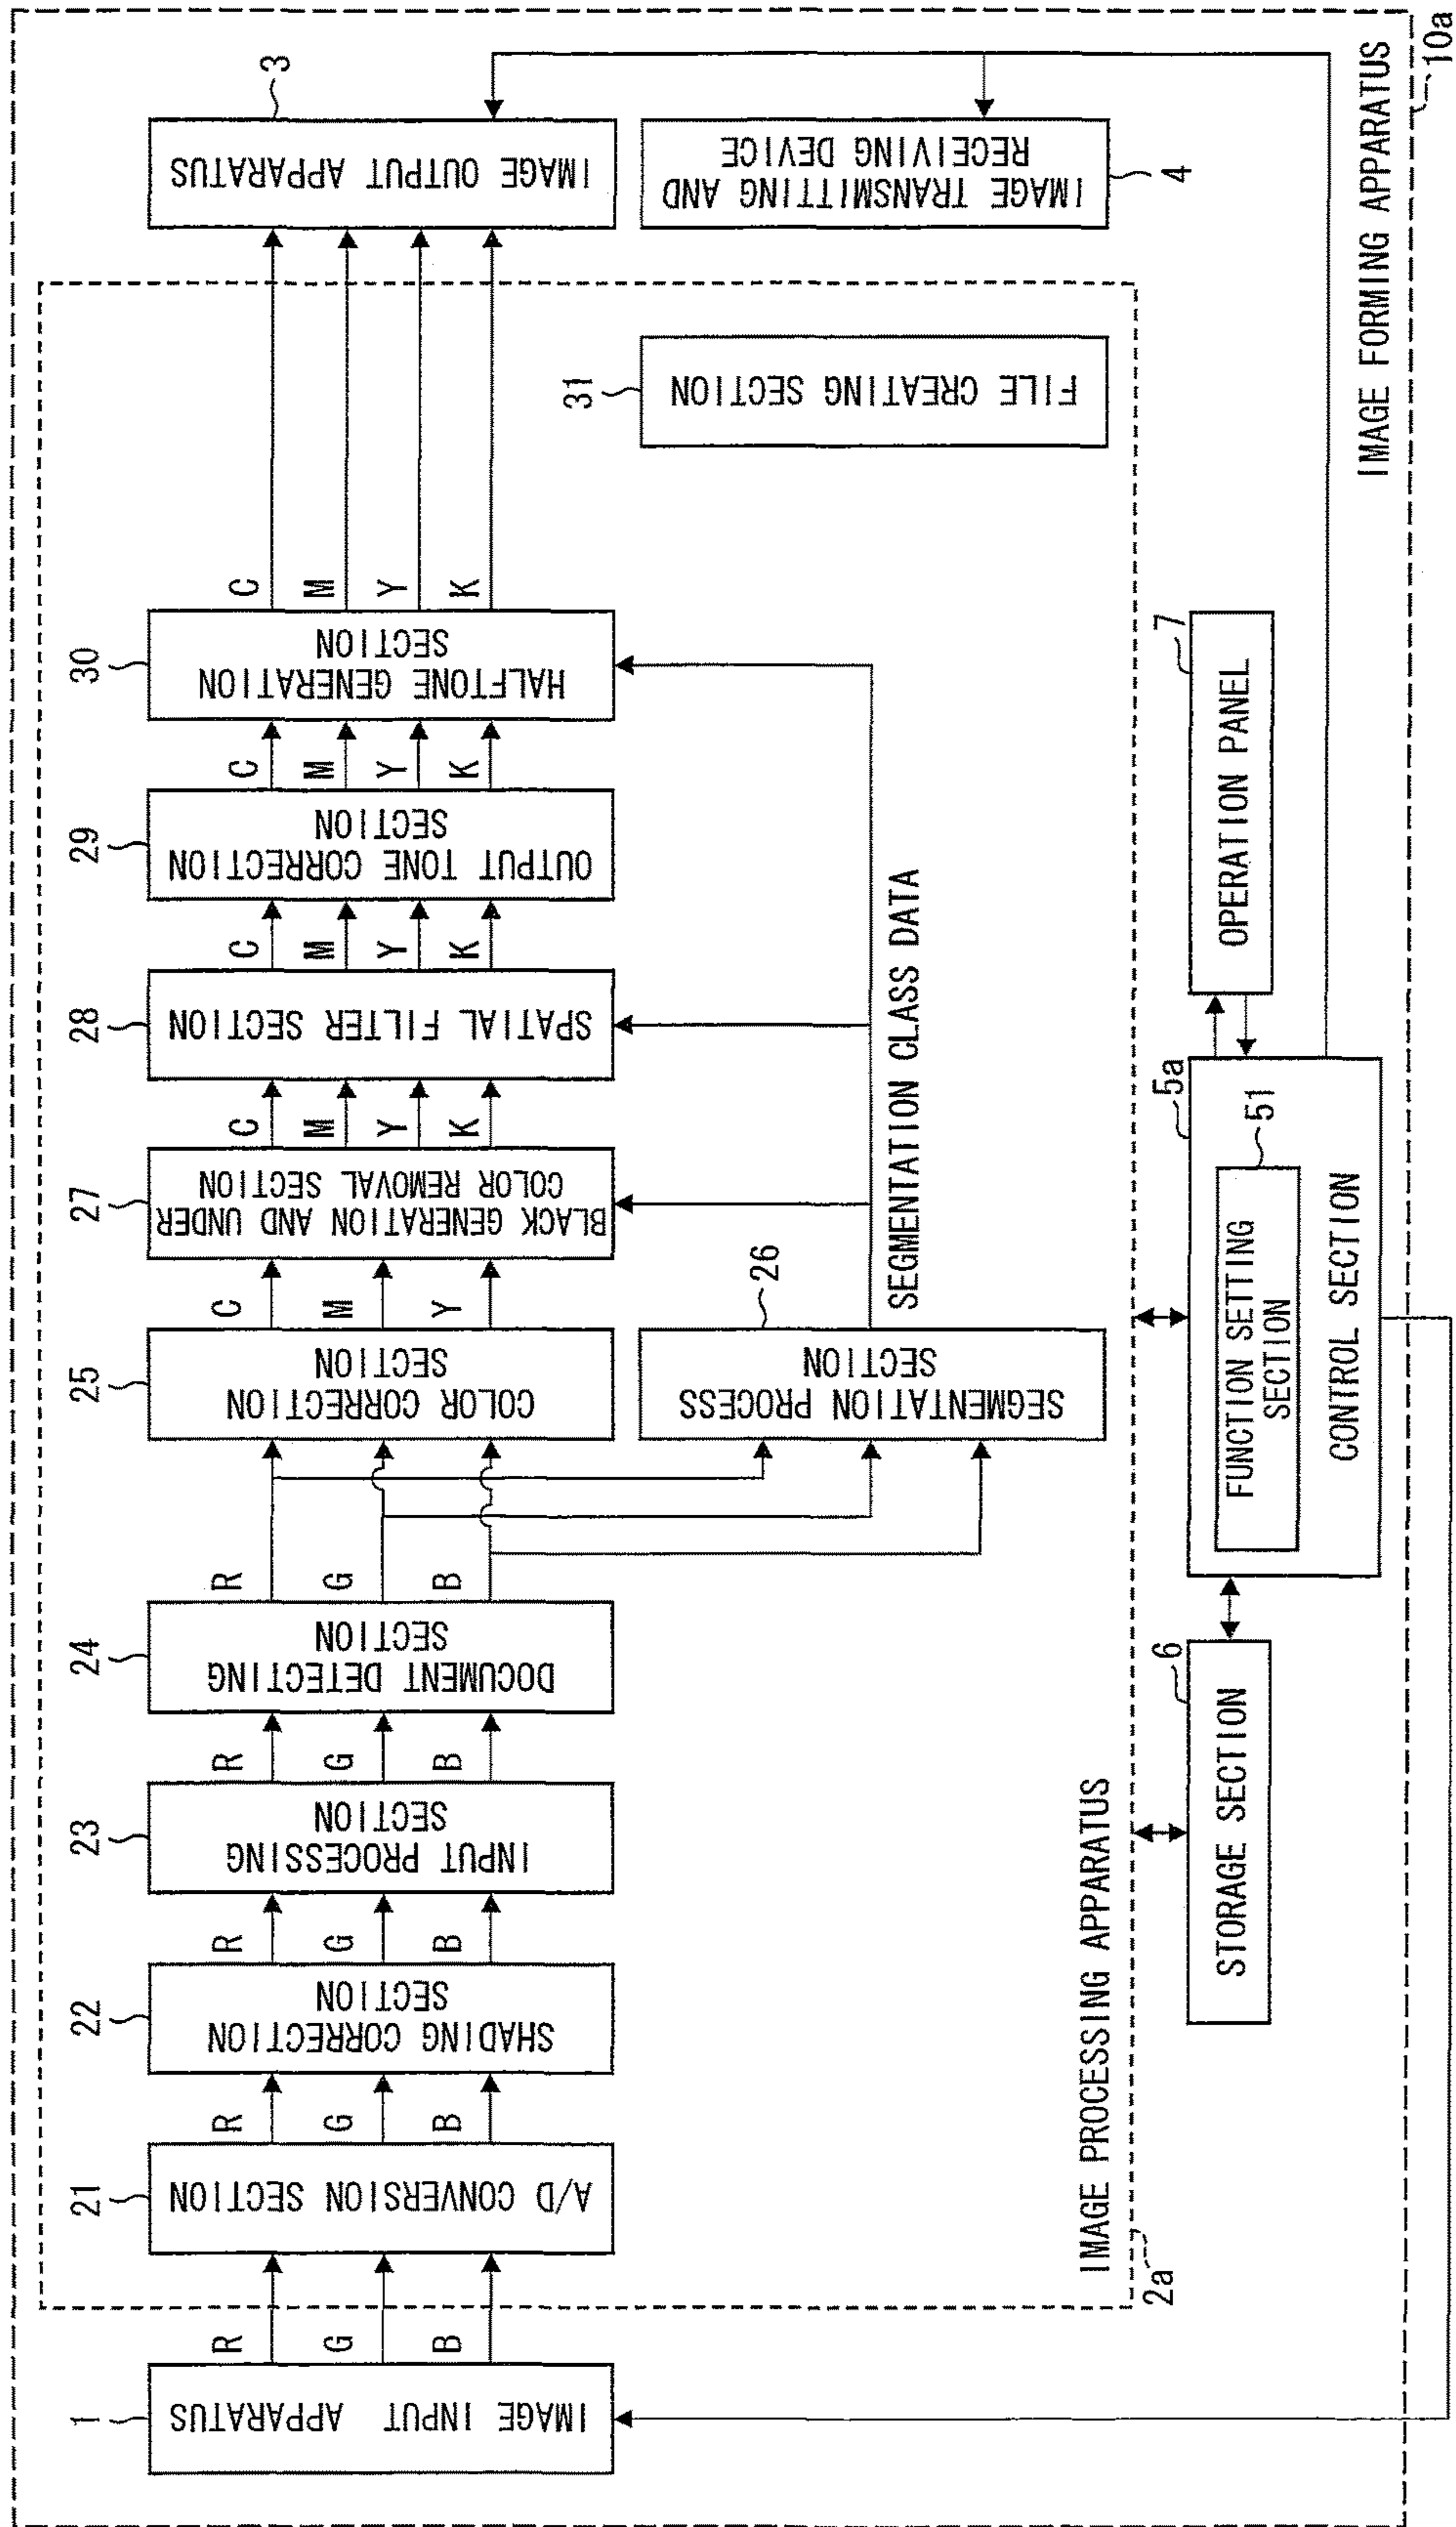 IMAGE FORMING APPARATUS
10a
1
IMAGE INPUT APPARATUS
R
G
B
21
A/D CONVERSION SECTION
R
G
B
22
SHADING CORRECTION
SECTION
R
G
B
23
INPUT PROCESSING
SECTION
R
G
B
24
DOCUMENT DETECTING
SECTION
R
G
B
25
COLOR CORRECTION
SECTION
C
M
Y
26
SEGMENTATION PROCESS
SECTION
SEGMENTATION CLASS DATA
27
BLACK GENERATION AND UNDER
COLOR REMOVAL SECTION
C
M
Y
K
28
SPATIAL FILTER SECTION
C
M
Y
K
29
OUTPUT TONE CORRECTION
SECTION
C
M
Y
K
30
HALFTONE GENERATION
SECTION
C
M
Y
K
31
FILE CREATING SECTION
3
IMAGE OUTPUT APPARATUS
IMAGE TRANSMITTING AND
RECEIVING DEVICE
4
IMAGE PROCESSING APPARATUS
2a
6
STORAGE SECTION
5a
51
FUNCTION SETTING
SECTION
CONTROL SECTION
7
OPERATION PANEL